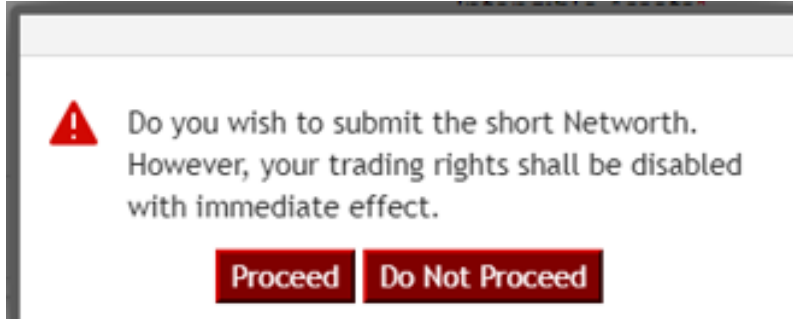 Do you wish to submit the short Networth.
However, your trading rights shall be disabled
with immediate effect.
Proceed Do Not Proceed